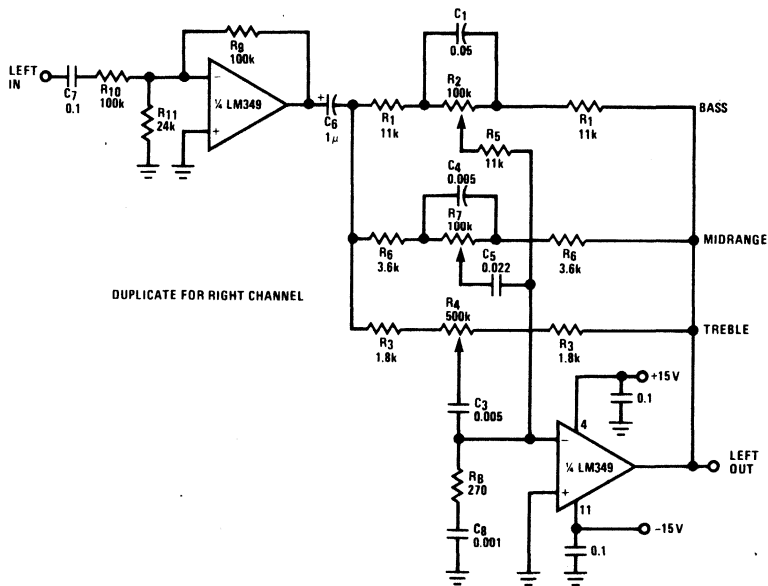 C1
0.05
R9
100k
LEFT
IN
C7
0.1
R10
100k
R11
24k
−
¼ LM349
+
+
C6
1μ
R1
11k
R2
100k
R1
11k
BASS
R5
11k
C4
0.005
R7
100k
R6
3.6k
C5
0.022
R6
3.6k
MIDRANGE
DUPLICATE FOR RIGHT CHANNEL
R4
500k
R3
1.8k
R3
1.8k
TREBLE
C3
0.005
+15V
0.1
4
−
¼ LM349
+
11
LEFT
OUT
R8
270
C8
0.001
−15V
0.1